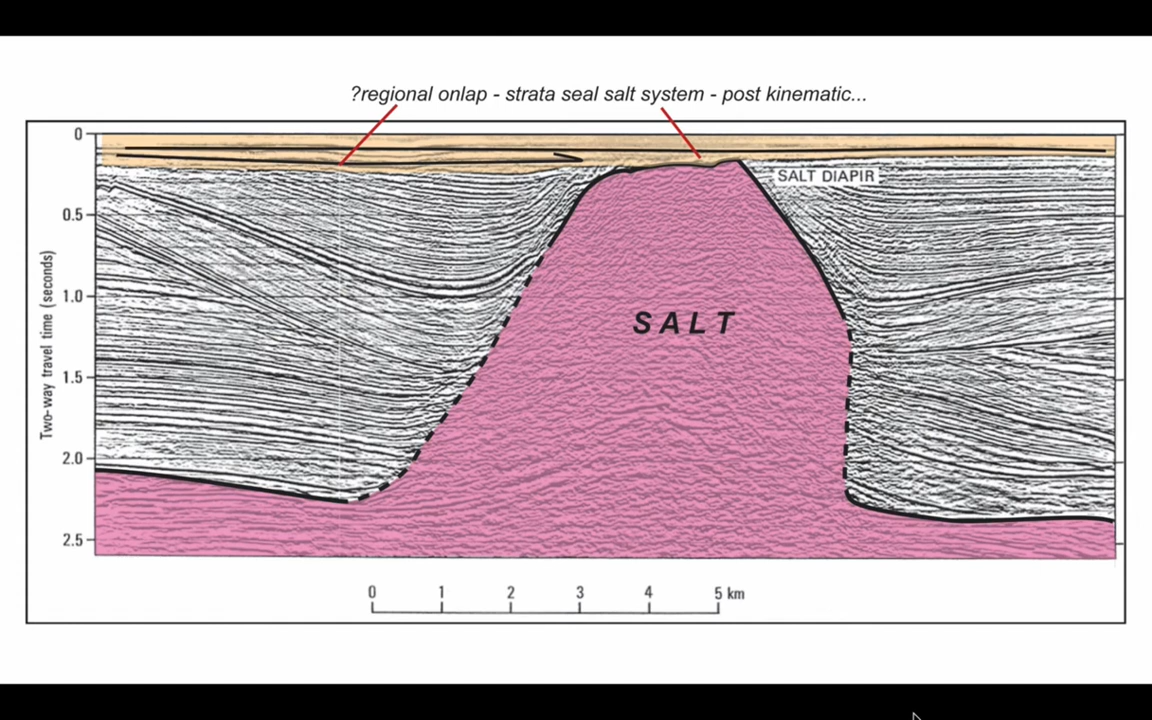 ?regional onlap - strata seal salt system - post kinematic...
0
SALT DIAPIR
0.5
1.0
SALT
1.5
2.0
2.5
Two-way travel time (seconds)
0 1 2 3 4 5 km